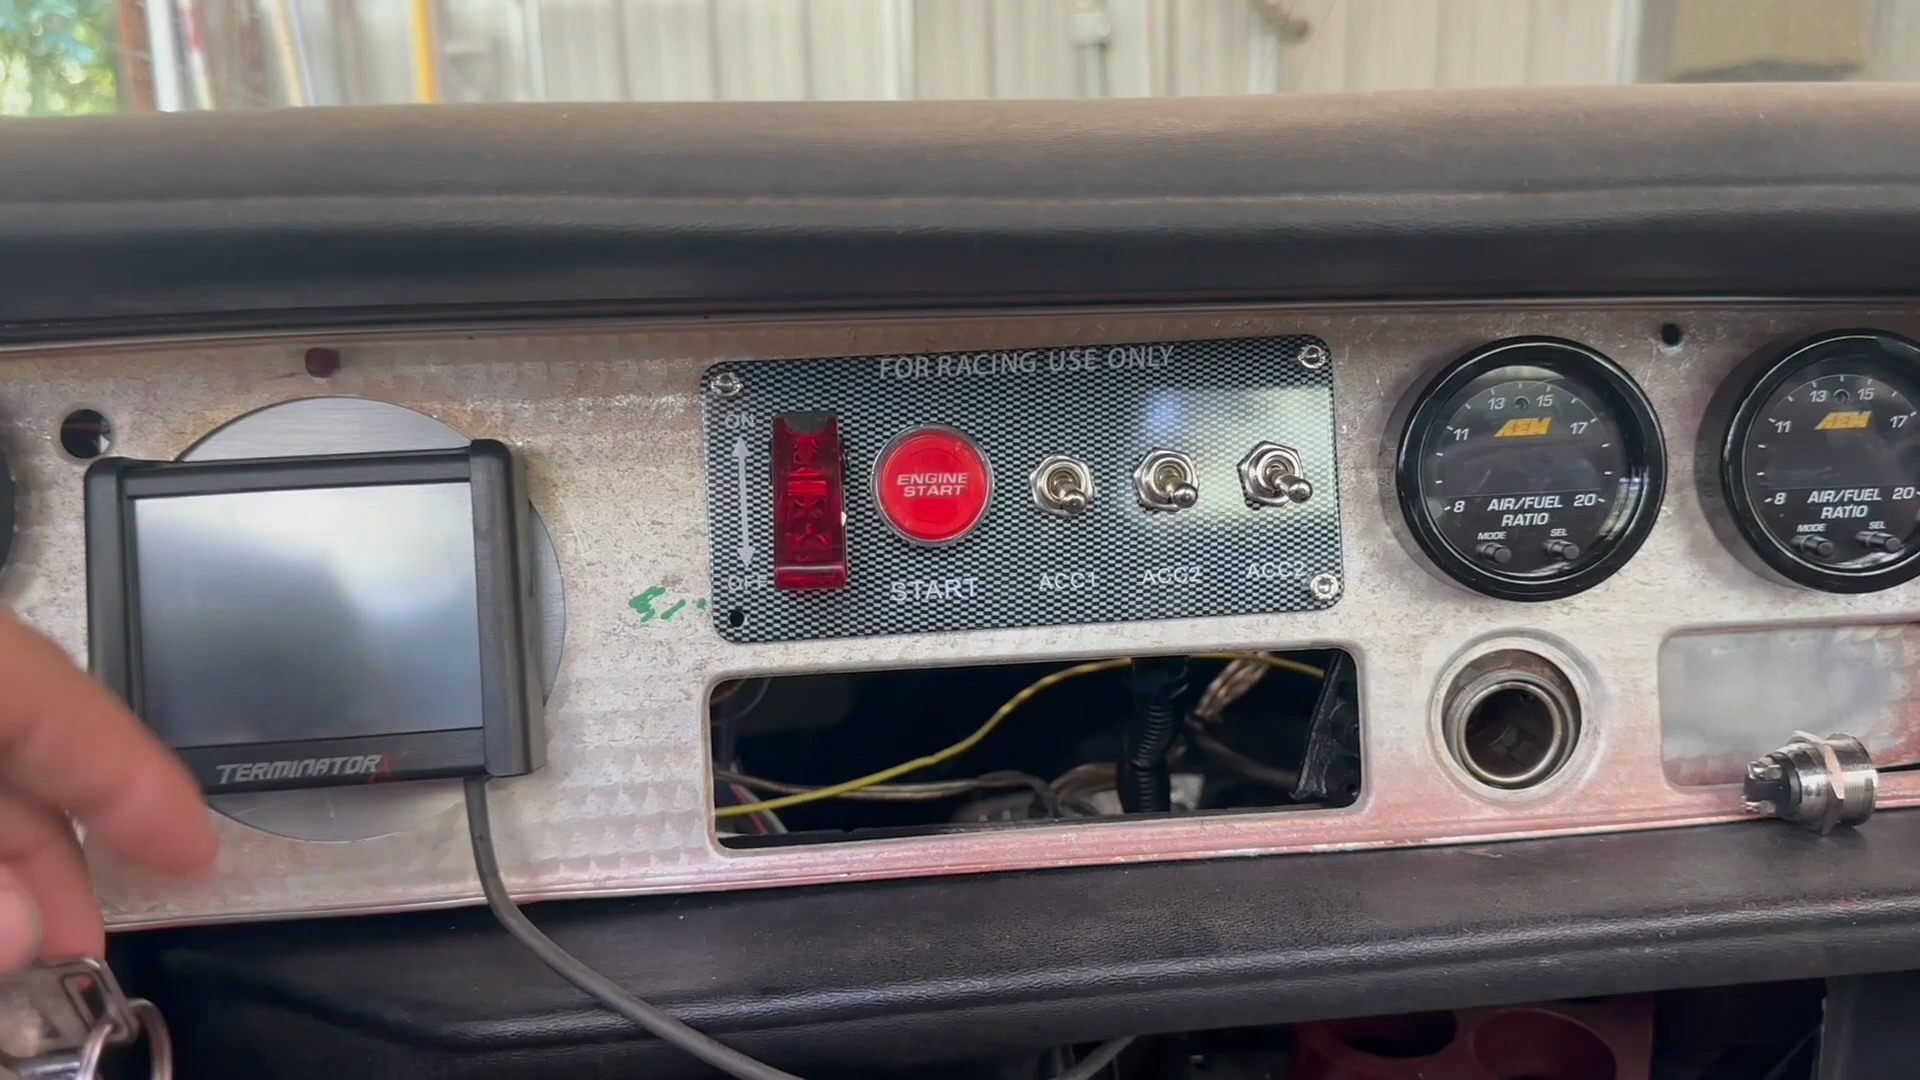 FOR RACING USE ONLY
ON
OFF
ENGINE
START
START
ACC1
ACC2
ACC2
TERMINATOR X
13 15
11 17
AEM
8 20
AIR/FUEL
RATIO
MODE SEL
13 15
11 17
AEM
8 20
AIR/FUEL
RATIO
MODE SEL